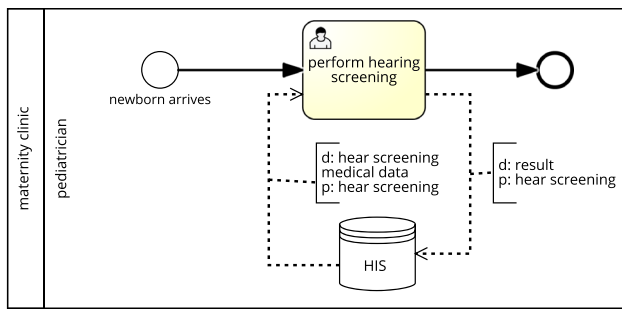 maternity clinic
pediatrician
newborn arrives
perform hearing
screening
d: hear screening
medical data
p: hear screening
d: result
p: hear screening
HIS